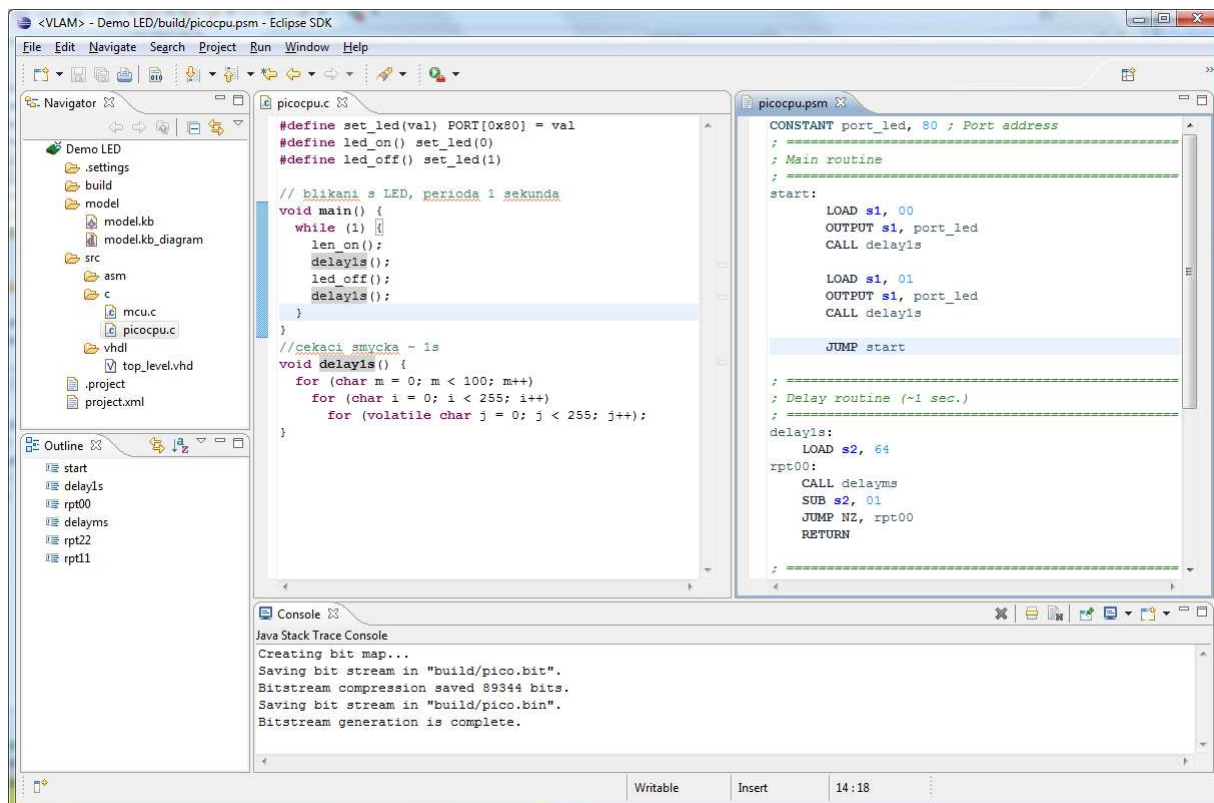 <VLAM> - Demo LED/build/picocpu.psm - Eclipse SDK
File Edit Navigate Search Project Run Window Help
Navigator
Demo LED
.settings
build
model
model.kb
model.kb_diagram
src
asm
c
mcu.c
picocpu.c
vhdl
top_level.vhd
.project
project.xml
Outline
start
delay1s
rpt00
delayms
rpt22
rpt11
picocpu.c
#define set_led(val) PORT[0x80] = val
#define led_on() set_led(0)
#define led_off() set_led(1)
// blikani s LED, perioda 1 sekunda
void main() {
while (1) {
len_on();
delay1s();
led_off();
delay1s();
}
}
//cekaci smycka ~ 1s
void delay1s() {
for (char m = 0; m < 100; m++)
for (char i = 0; i < 255; i++)
for (volatile char j = 0; j < 255; j++);
}
picocpu.psm
CONSTANT port_led, 80 ; Port address
; ==================================================
; Main routine
; ==================================================
start:
LOAD s1, 00
OUTPUT s1, port_led
CALL delay1s
LOAD s1, 01
OUTPUT s1, port_led
CALL delay1s
JUMP start
; ==================================================
; Delay routine (~1 sec.)
; ==================================================
delay1s:
LOAD s2, 64
rpt00:
CALL delayms
SUB s2, 01
JUMP NZ, rpt00
RETURN
; ==================================================
Console
Java Stack Trace Console
Creating bit map...
Saving bit stream in "build/pico.bit".
Bitstream compression saved 89344 bits.
Saving bit stream in "build/pico.bin".
Bitstream generation is complete.
Writable Insert 14:18